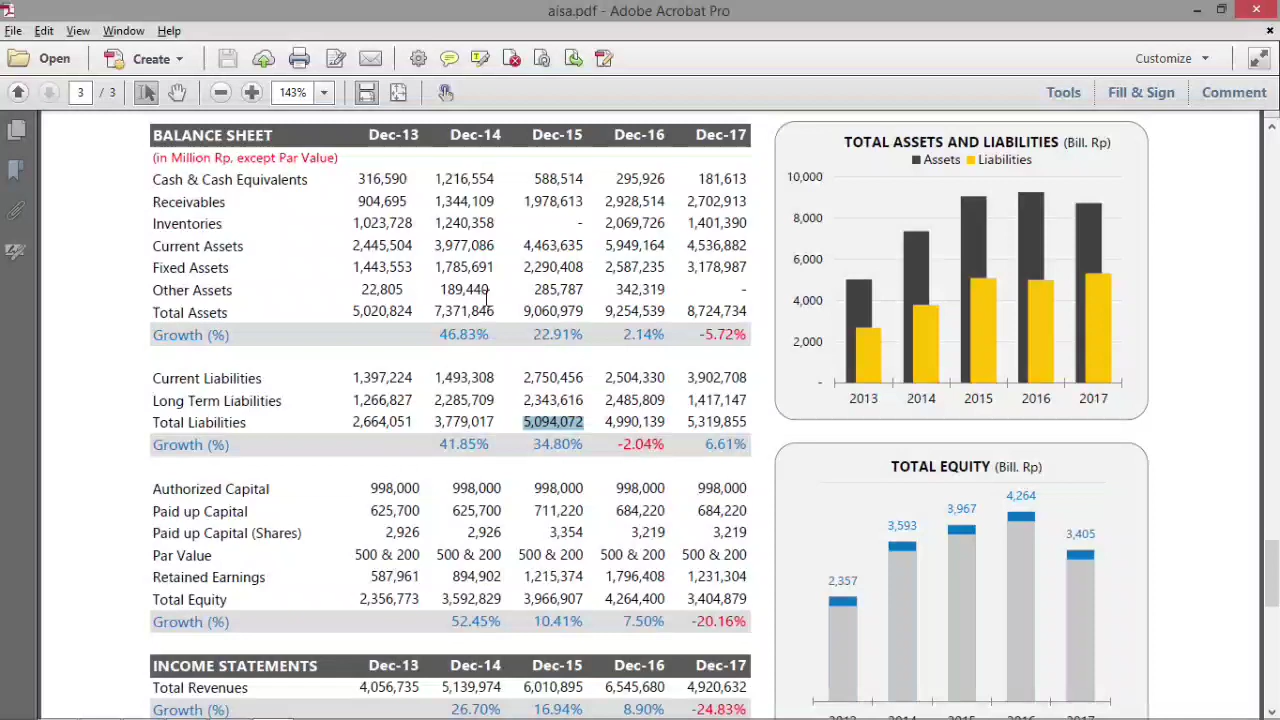 aisa.pdf - Adobe Acrobat Pro
File Edit View Window Help
Open Create Customize
3 / 3 143% Tools Fill & Sign Comment
BALANCE SHEET Dec-13 Dec-14 Dec-15 Dec-16 Dec-17
(in Million Rp, except Par Value)
Cash & Cash Equivalents 316,590 1,216,554 588,514 295,926 181,613
Receivables 904,695 1,344,109 1,978,613 2,928,514 2,702,913
Inventories 1,023,728 1,240,358 - 2,069,726 1,401,390
Current Assets 2,445,504 3,977,086 4,463,635 5,949,164 4,536,882
Fixed Assets 1,443,553 1,785,691 2,290,408 2,587,235 3,178,987
Other Assets 22,805 189,440 285,787 342,319 -
Total Assets 5,020,824 7,371,846 9,060,979 9,254,539 8,724,734
Growth (%) 46.83% 22.91% 2.14% -5.72%
Current Liabilities 1,397,224 1,493,308 2,750,456 2,504,330 3,902,708
Long Term Liabilities 1,266,827 2,285,709 2,343,616 2,485,809 1,417,147
Total Liabilities 2,664,051 3,779,017 5,094,072 4,990,139 5,319,855
Growth (%) 41.85% 34.80% -2.04% 6.61%
Authorized Capital 998,000 998,000 998,000 998,000 998,000
Paid up Capital 625,700 625,700 711,220 684,220 684,220
Paid up Capital (Shares) 2,926 2,926 3,354 3,219 3,219
Par Value 500 & 200 500 & 200 500 & 200 500 & 200 500 & 200
Retained Earnings 587,961 894,902 1,215,374 1,796,408 1,231,304
Total Equity 2,356,773 3,592,829 3,966,907 4,264,400 3,404,879
Growth (%) 52.45% 10.41% 7.50% -20.16%
INCOME STATEMENTS Dec-13 Dec-14 Dec-15 Dec-16 Dec-17
Total Revenues 4,056,735 5,139,974 6,010,895 6,545,680 4,920,632
Growth (%) 26.70% 16.94% 8.90% -24.83%
TOTAL ASSETS AND LIABILITIES (Bill. Rp)
Assets Liabilities
10,000
8,000
6,000
4,000
2,000
-
2013 2014 2015 2016 2017
TOTAL EQUITY (Bill. Rp)
2,357 3,593 3,967 4,264 3,405